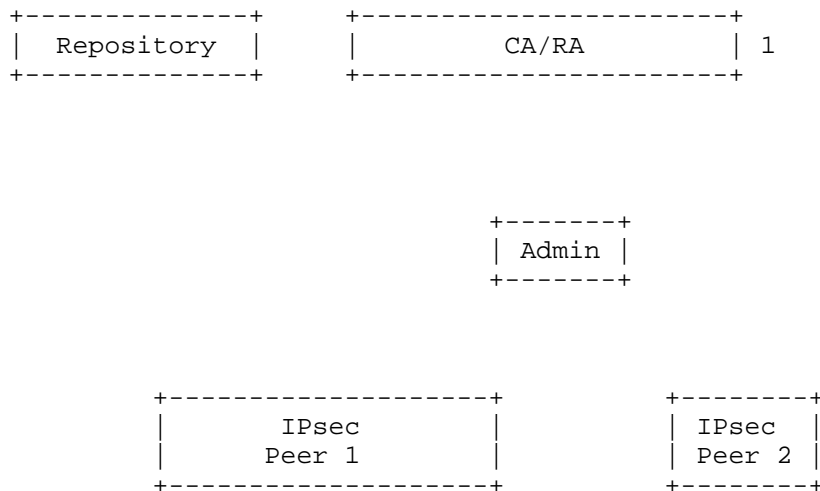 Repository CA/RA 1
Admin
IPsec IPsec
Peer 1 Peer 2